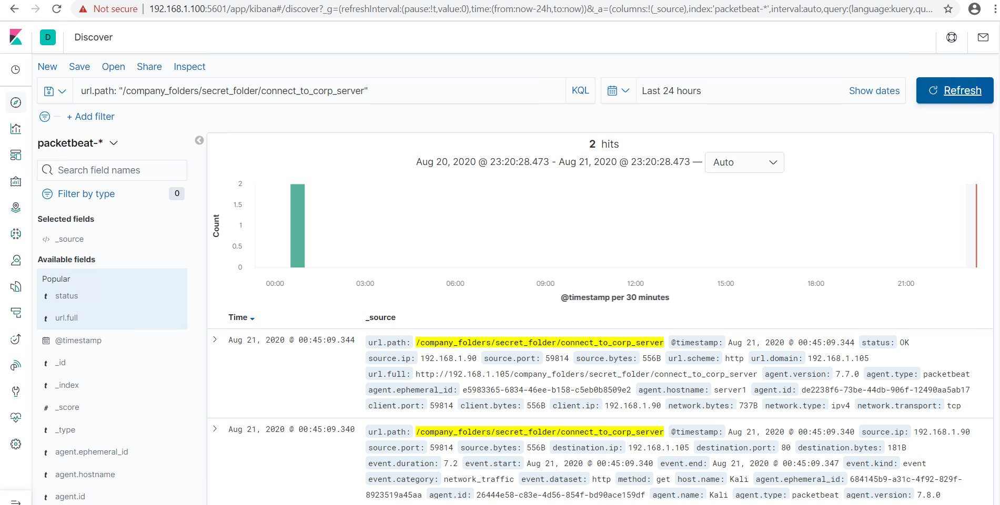 Not secure | 192.168.1.100:5601/app/kibana#/discover?_g=(refreshInterval:(pause:!t,value:0),time:(from:now-24h,to:now))&_a=(columns:!(_source),index:'packetbeat-*',interval:auto,query:(language:kuery,qu...
D Discover
New Save Open Share Inspect
url.path: "/company_folders/secret_folder/connect_to_corp_server" KQL Last 24 hours Show dates Refresh
+ Add filter
packetbeat-*
Search field names
Filter by type 0
Selected fields
_source
Available fields
Popular
t status
t url.full
@timestamp
t _id
t _index
# _score
t _type
t agent.ephemeral_id
t agent.hostname
t agent.id
2 hits
Aug 20, 2020 @ 23:20:28.473 - Aug 21, 2020 @ 23:20:28.473 — Auto
Count
2
1.5
1
0.5
0
00:00 03:00 06:00 09:00 12:00 15:00 18:00 21:00
@timestamp per 30 minutes
Time _source
Aug 21, 2020 @ 00:45:09.344 url.path: /company_folders/secret_folder/connect_to_corp_server @timestamp: Aug 21, 2020 @ 00:45:09.344 status: OK
source.ip: 192.168.1.90 source.port: 59814 source.bytes: 556B url.scheme: http url.domain: 192.168.1.105
url.full: http://192.168.1.105/company_folders/secret_folder/connect_to_corp_server agent.version: 7.7.0 agent.type: packetbeat
agent.ephemeral_id: e5983365-6834-46ee-b158-c5eb0b8509e2 agent.hostname: server1 agent.id: de2238f6-73be-44db-906f-12490aa5ab17
client.port: 59814 client.bytes: 556B client.ip: 192.168.1.90 network.bytes: 737B network.type: ipv4 network.transport: tcp
Aug 21, 2020 @ 00:45:09.340 url.path: /company_folders/secret_folder/connect_to_corp_server @timestamp: Aug 21, 2020 @ 00:45:09.340 source.ip: 192.168.1.90
source.port: 59814 source.bytes: 556B destination.ip: 192.168.1.105 destination.port: 80 destination.bytes: 181B
event.duration: 7.2 event.start: Aug 21, 2020 @ 00:45:09.340 event.end: Aug 21, 2020 @ 00:45:09.347 event.kind: event
event.category: network_traffic event.dataset: http method: get host.name: Kali agent.ephemeral_id: 684145b9-a31c-4f92-829f-
8923519a45aa agent.id: 26444e58-c83e-4d56-854f-bd90ace159df agent.name: Kali agent.type: packetbeat agent.version: 7.8.0